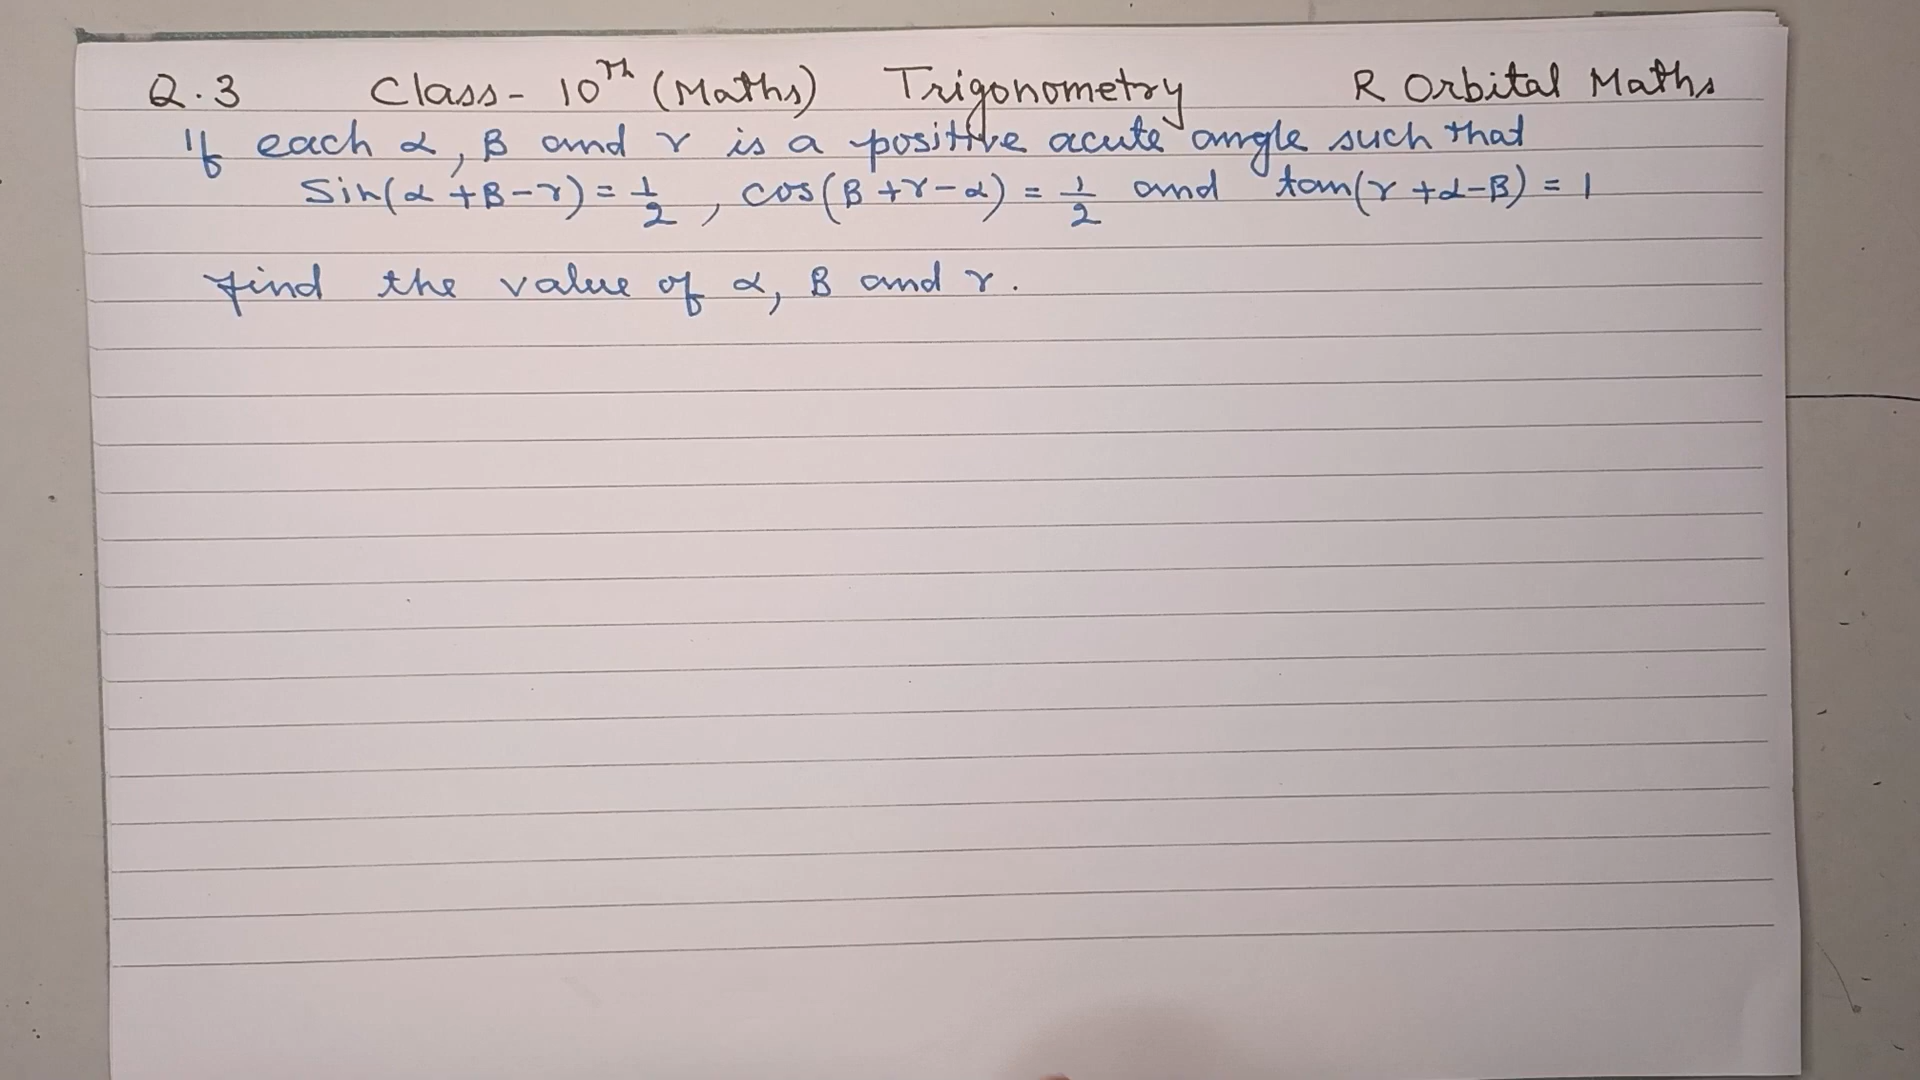 Q.3 Class- 10Th (Maths) Trigonometry R Orbital Maths
If each α, β and γ is a positive acute angle such that
Sin(α+β-γ) = 1/2, cos(β+γ-α) = 1/2 and tan(γ+α-β) = 1
find the value of α, β and γ.